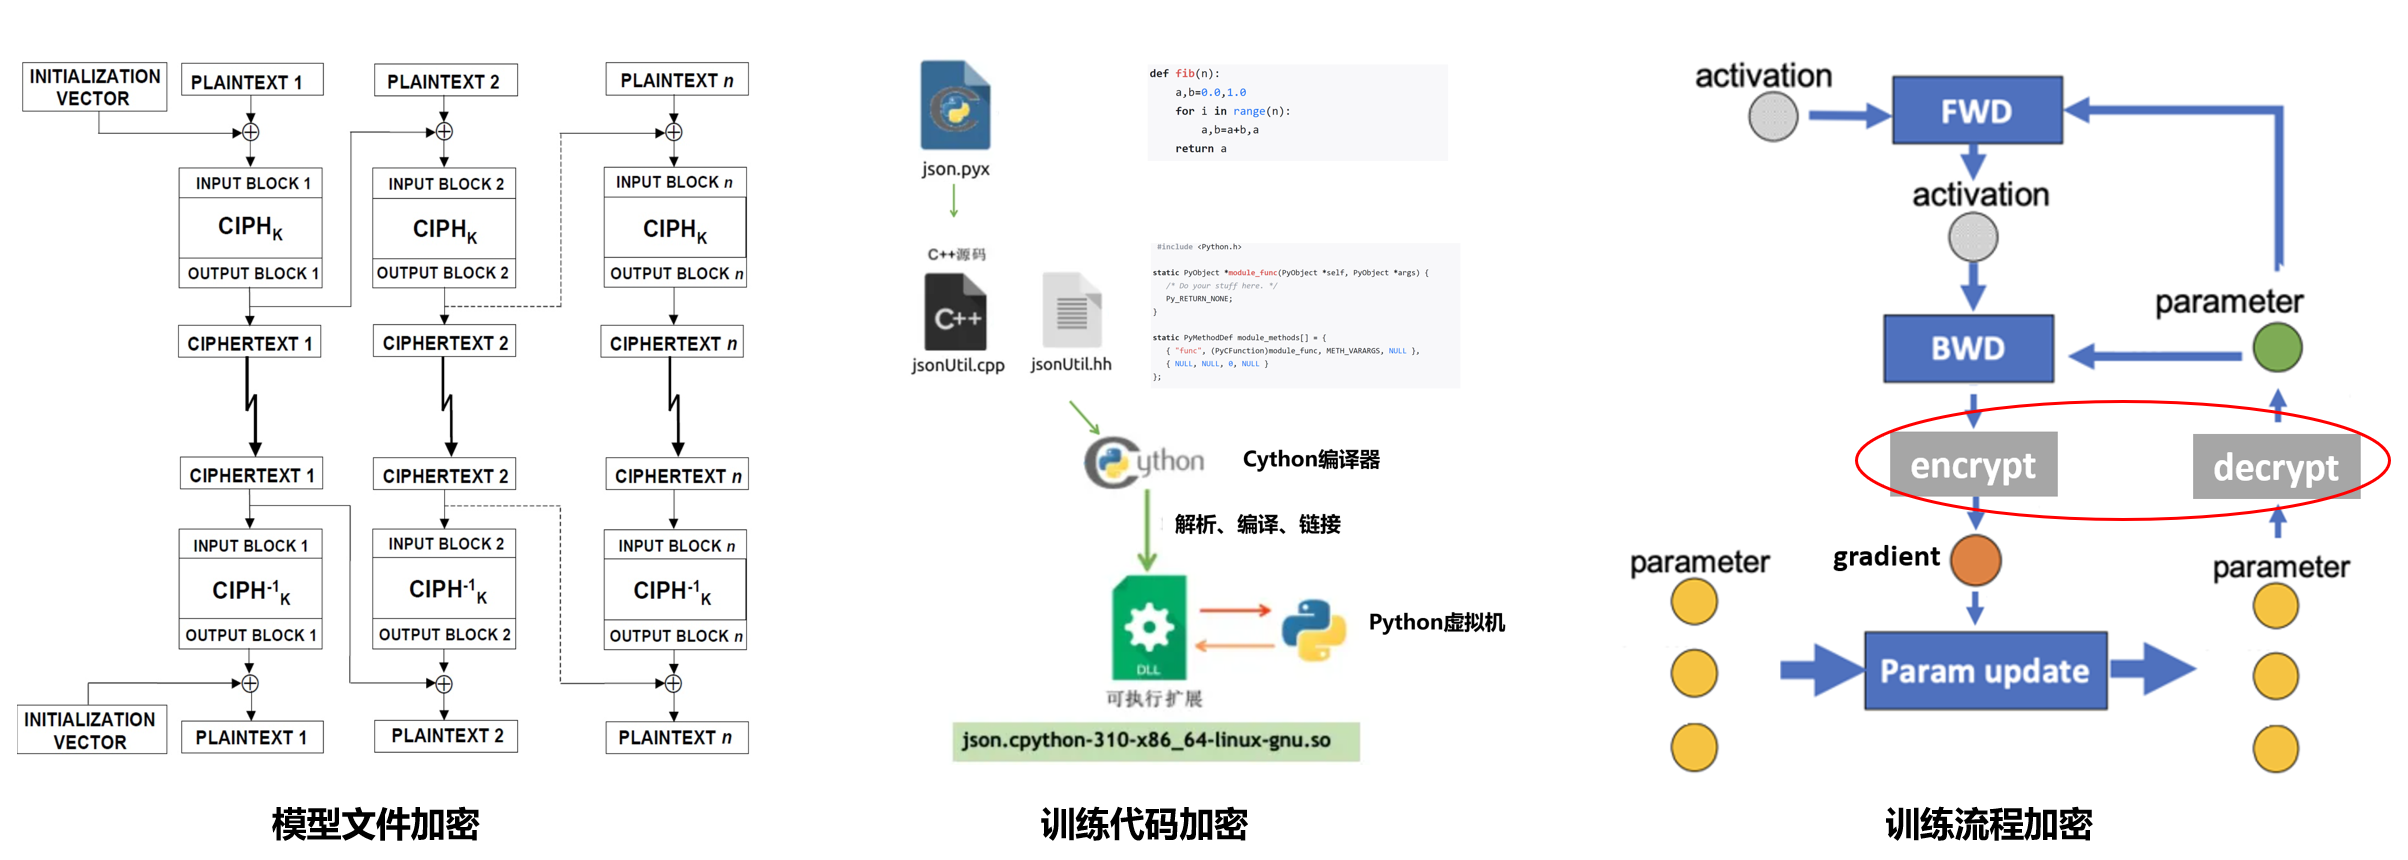 INITIALIZATION
VECTOR
PLAINTEXT 1
PLAINTEXT 2
PLAINTEXT n
INPUT BLOCK 1
INPUT BLOCK 2
INPUT BLOCK n
CIPHK
CIPHK
CIPHK
OUTPUT BLOCK 1
OUTPUT BLOCK 2
OUTPUT BLOCK n
CIPHERTEXT 1
CIPHERTEXT 2
CIPHERTEXT n
CIPHERTEXT 1
CIPHERTEXT 2
CIPHERTEXT n
INPUT BLOCK 1
INPUT BLOCK 2
INPUT BLOCK n
CIPH-1K
CIPH-1K
CIPH-1K
OUTPUT BLOCK 1
OUTPUT BLOCK 2
OUTPUT BLOCK n
INITIALIZATION
VECTOR
PLAINTEXT 1
PLAINTEXT 2
PLAINTEXT n
模型文件加密
json.pyx
def fib(n):
a,b=0.0,1.0
for i in range(n):
a,b=a+b,a
return a
C++源码
C++
jsonUtil.cpp
jsonUtil.hh
#include <Python.h>
static PyObject *module_func(PyObject *self, PyObject *args) {
/* Do your stuff here. */
Py_RETURN_NONE;
}
static PyMethodDef module_methods[] = {
{ "func", (PyCFunction)module_func, METH_VARARGS, NULL },
{ NULL, NULL, 0, NULL }
};
Cython
Cython编译器
解析、编译、链接
DLL
可执行扩展
Python虚拟机
json.cpython-310-x86_64-linux-gnu.so
训练代码加密
activation
FWD
activation
parameter
BWD
encrypt
decrypt
gradient
parameter
parameter
Param update
训练流程加密